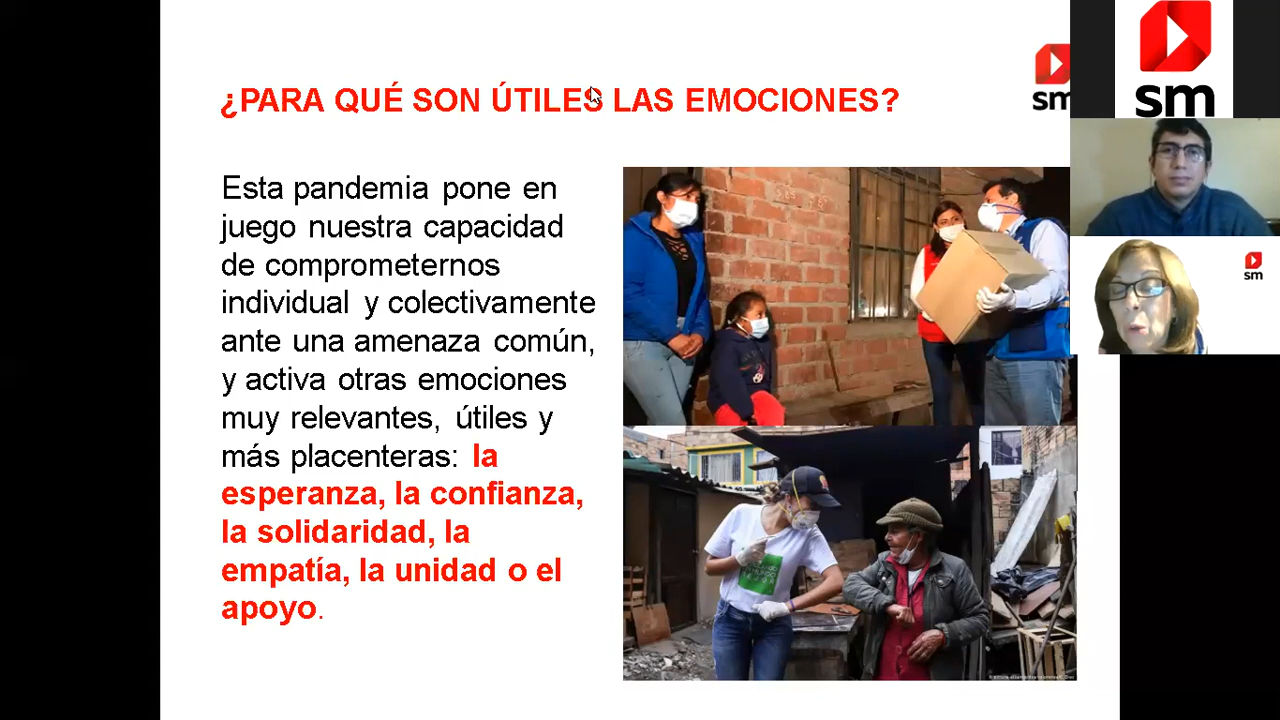 ¿PARA QUÉ SON ÚTILES LAS EMOCIONES?
sm
sm
sm
Esta pandemia pone en
juego nuestra capacidad
de comprometernos
individual y colectivamente
ante una amenaza común,
y activa otras emociones
muy relevantes, útiles y
más placenteras: la
esperanza, la confianza,
la solidaridad, la
empatía, la unidad o el
apoyo.